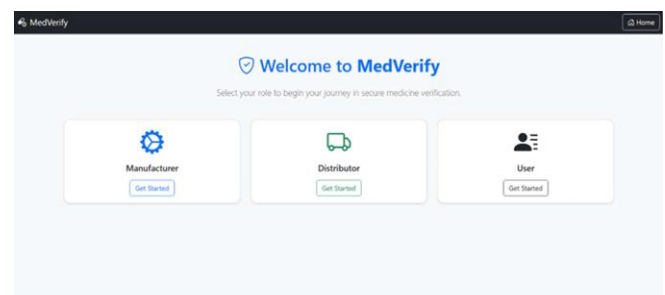 MedVerify
Home
Welcome to MedVerify
Select your role to begin your journey in secure medicine verification.
Manufacturer
Distributor
User
Get Started
Get Started
Get Started